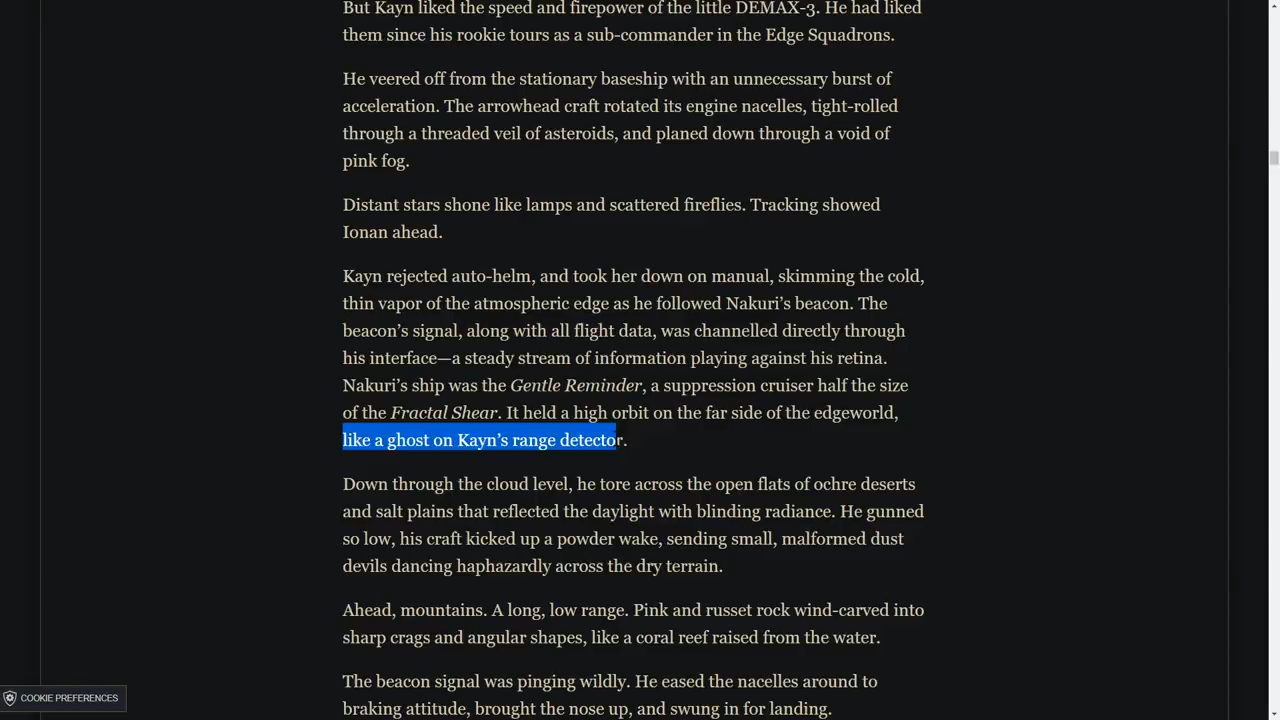 But Kayn liked the speed and firepower of the little DEMAX-3. He had liked
them since his rookie tours as a sub-commander in the Edge Squadrons.
He veered off from the stationary baseship with an unnecessary burst of
acceleration. The arrowhead craft rotated its engine nacelles, tight-rolled
through a threaded veil of asteroids, and planed down through a void of
pink fog.
Distant stars shone like lamps and scattered fireflies. Tracking showed
Ionan ahead.
Kayn rejected auto-helm, and took her down on manual, skimming the cold,
thin vapor of the atmospheric edge as he followed Nakuri’s beacon. The
beacon’s signal, along with all flight data, was channelled directly through
his interface—a steady stream of information playing against his retina.
Nakuri’s ship was the Gentle Reminder, a suppression cruiser half the size
of the Fractal Shear. It held a high orbit on the far side of the edgeworld,
like a ghost on Kayn’s range detector.
Down through the cloud level, he tore across the open flats of ochre deserts
and salt plains that reflected the daylight with blinding radiance. He gunned
so low, his craft kicked up a powder wake, sending small, malformed dust
devils dancing haphazardly across the dry terrain.
Ahead, mountains. A long, low range. Pink and russet rock wind-carved into
sharp crags and angular shapes, like a coral reef raised from the water.
The beacon signal was pinging wildly. He eased the nacelles around to
braking attitude, brought the nose up, and swung in for landing.
COOKIE PREFERENCES